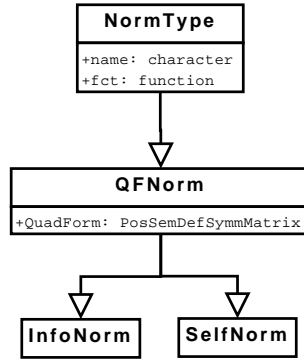 NormType
+name: character
+fct: function
QFNorm
+QuadForm: PosSemDefSymmMatrix
InfoNorm
SelfNorm